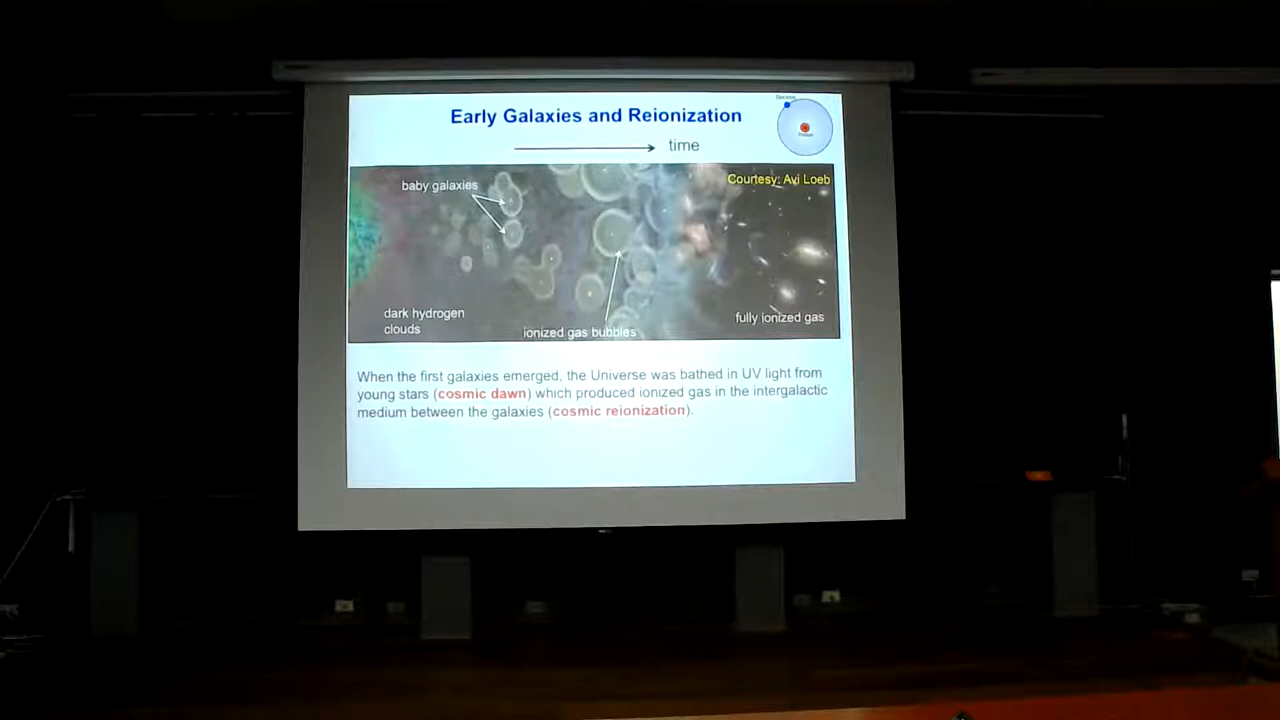 Early Galaxies and Reionization
time
baby galaxies
Courtesy: Avi Loeb
dark hydrogen
clouds
ionized gas bubbles
fully ionized gas
When the first galaxies emerged, the Universe was bathed in UV light from
young stars (cosmic dawn) which produced ionized gas in the intergalactic
medium between the galaxies (cosmic reionization).